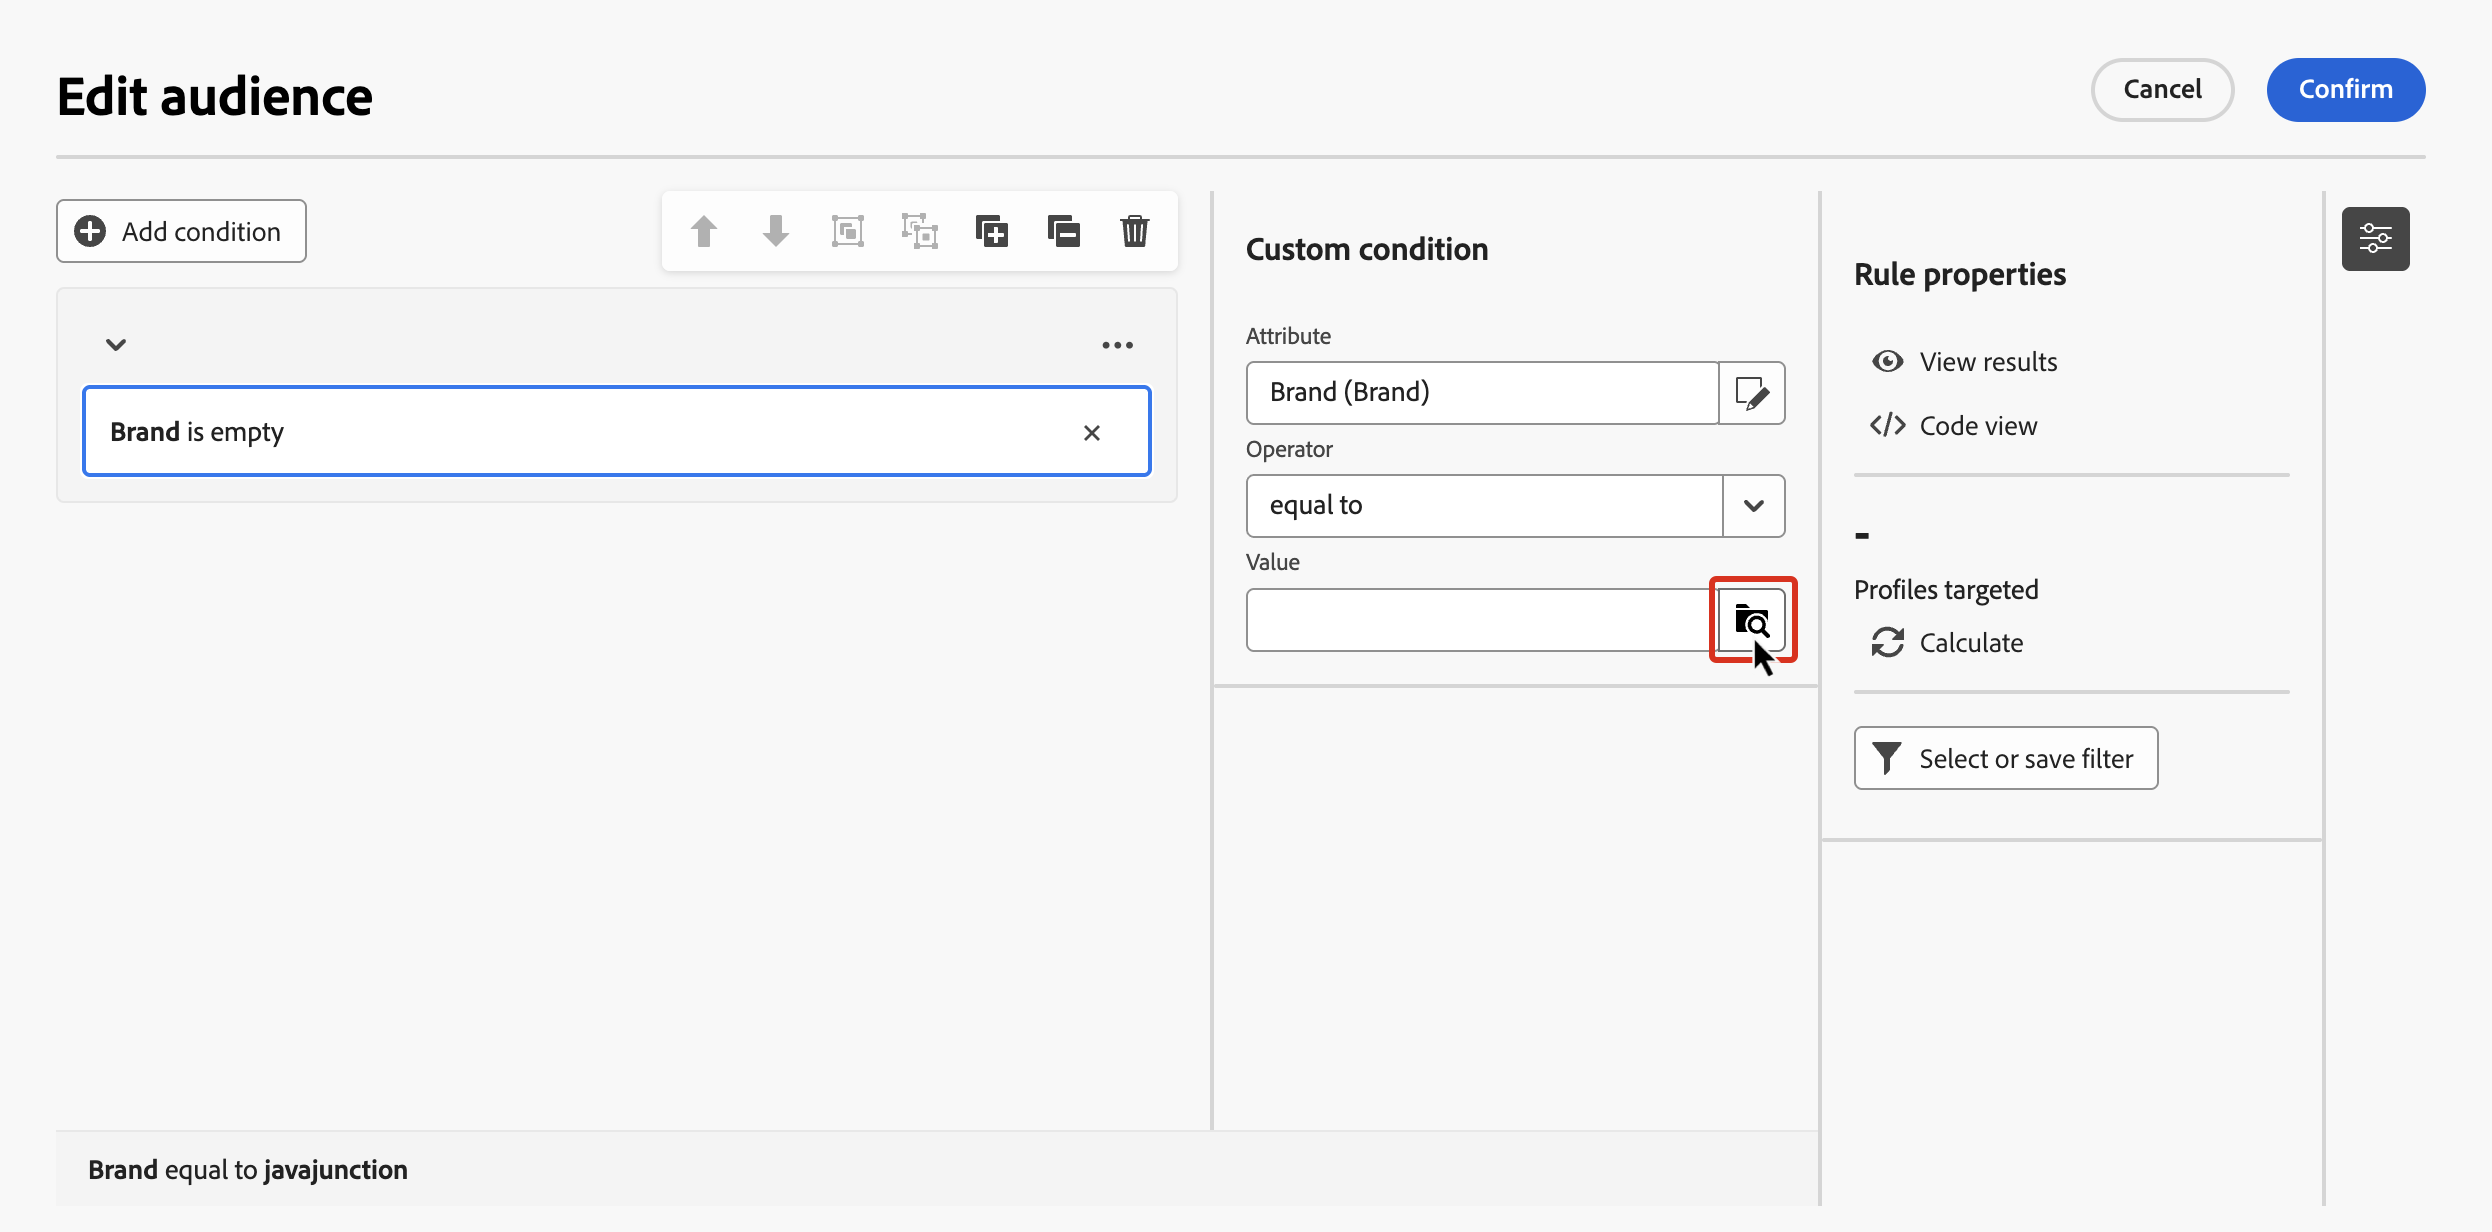 Edit audience
Cancel
Confirm
Add condition
Brand is empty
Custom condition
Attribute
Brand (Brand)
Operator
equal to
Value
Rule properties
View results
Code view
-
Profiles targeted
Calculate
Select or save filter
Brand equal to javajunction